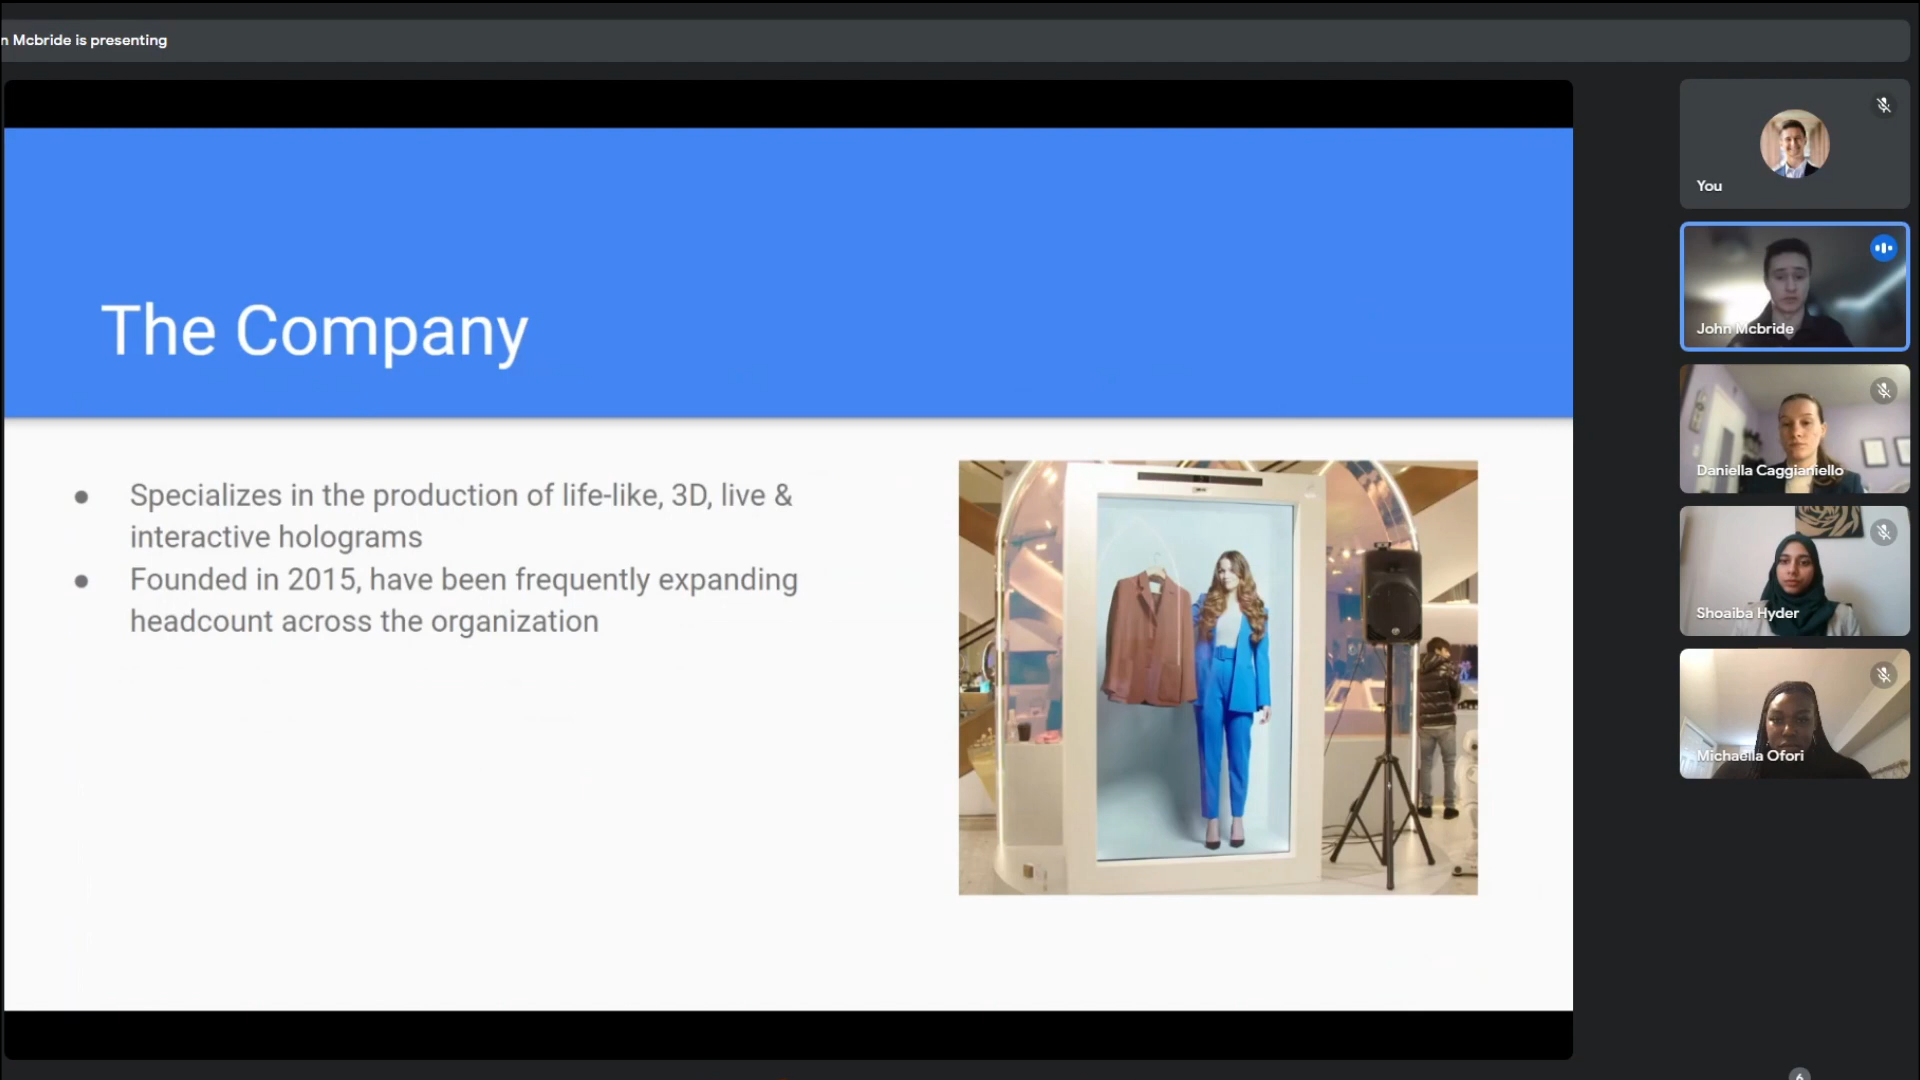 n Mcbride is presenting
The Company
● Specializes in the production of life-like, 3D, live &
interactive holograms
● Founded in 2015, have been frequently expanding
headcount across the organization
You
John Mcbride
Daniella Caggianiello
Shoaiba Hyder
Michaella Ofori